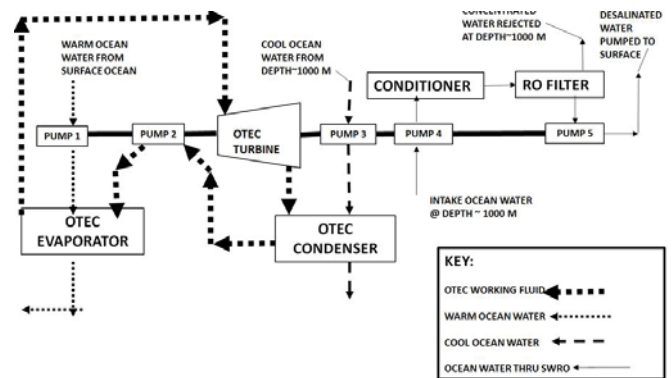 CONCENTRATED
WATER REJECTED
AT DEPTH~1000 M
DESALINATED
WATER
PUMPED TO
SURFACE
WARM OCEAN
WATER FROM
SURFACE OCEAN
COOL OCEAN
WATER FROM
DEPTH~1000 M
CONDITIONER
RO FILTER
PUMP 1
PUMP 2
OTEC
TURBINE
PUMP 3
PUMP 4
PUMP 5
INTAKE OCEAN
WATER
@ DEPTH ~ 1000 M
OTEC
EVAPORATOR
OTEC
CONDENSER
KEY:
OTEC WORKING FLUID
WARM OCEAN WATER
COOL OCEAN WATER
OCEAN WATER THRU SWRO